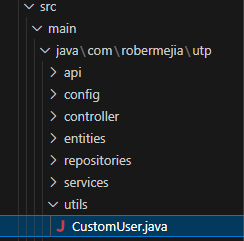 src
main
java\com\robermejia\utp
api
config
controller
entities
repositories
services
utils
J CustomUser.java